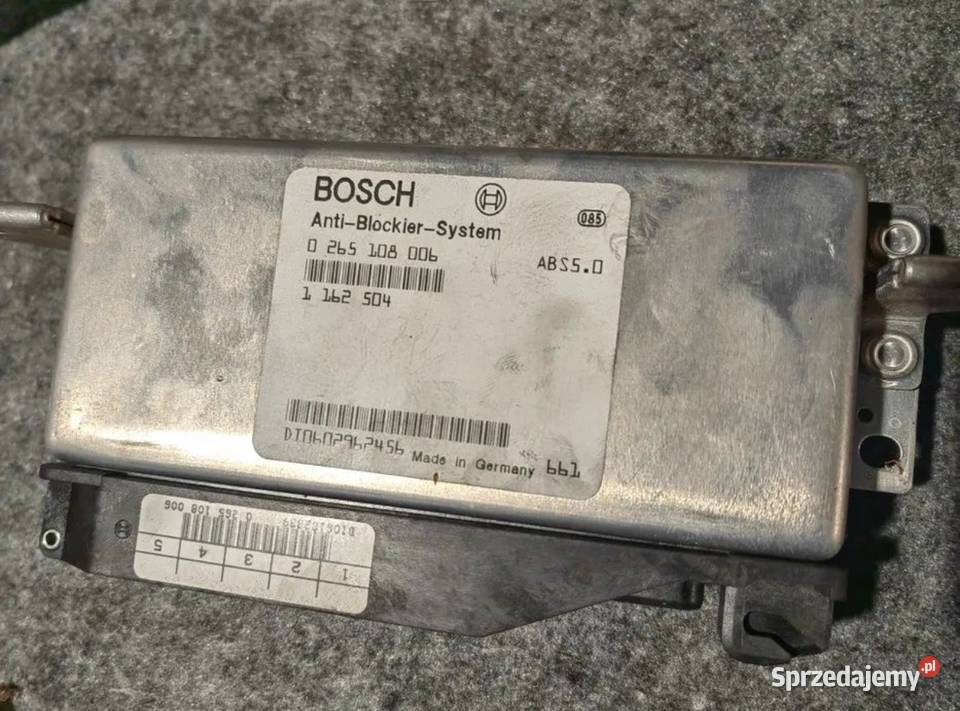 BOSCH
085
Anti-Blockier-System
0 265 108 006
ABS5.0
1 162 504
DT0602962456 Made in Germany 661
0 265 108 006
1 2 3 4 5
Sprzedajemy.pl